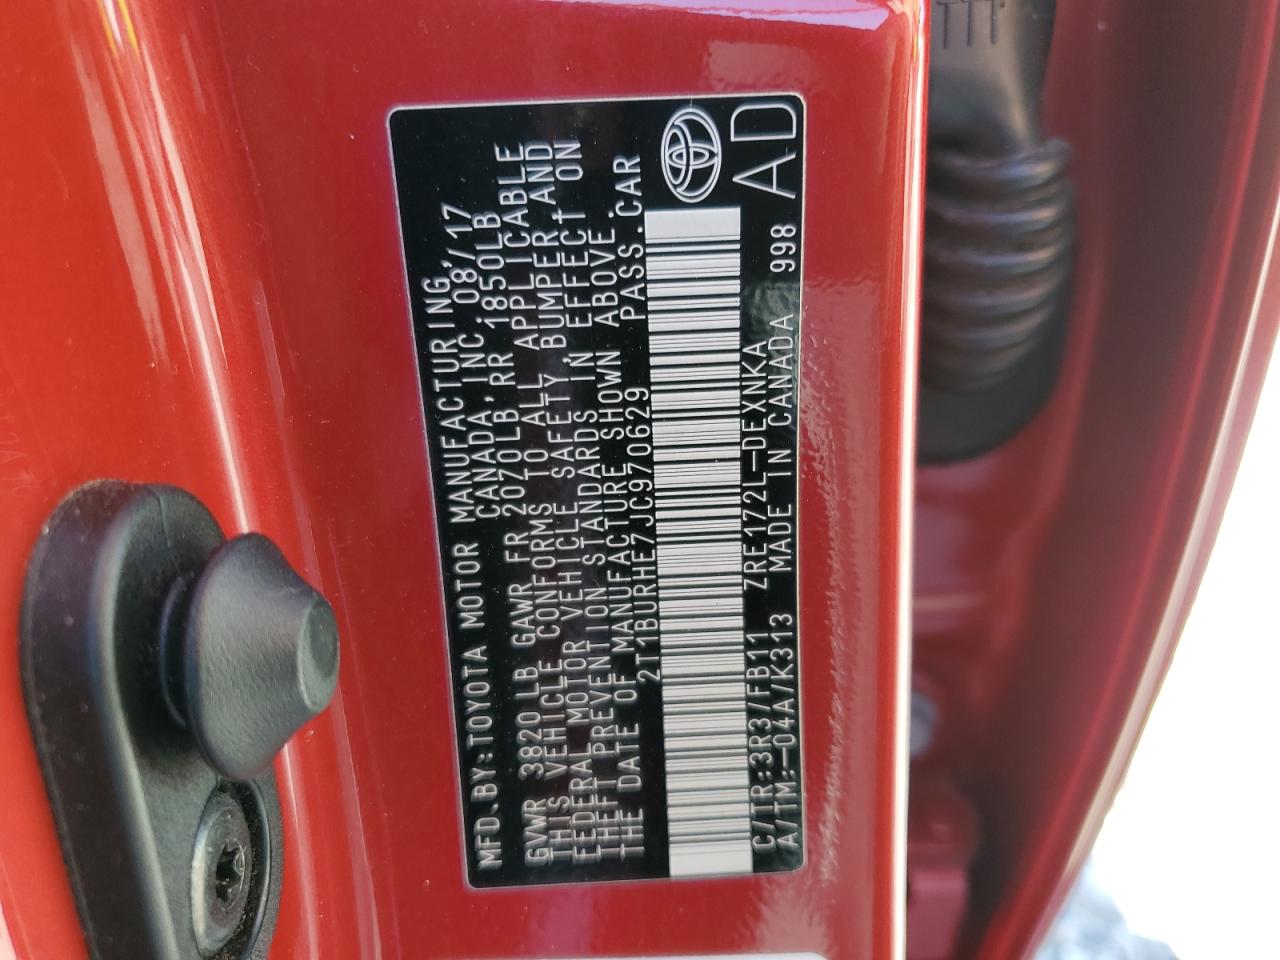 MFD.BY:TOYOTA MOTOR MANUFACTURING,
CANADA,INC. 08/17
GVWR 3820LB GAWR FR 2070LB RR 1850LB
THIS VEHICLE CONFORMS TO ALL APPLICABLE
FEDERAL MOTOR VEHICLE SAFETY, BUMPER, AND
THEFT PREVENTION STANDARDS IN EFFECT ON
THE DATE OF MANUFACTURE SHOWN ABOVE.
2T1BURHE7JC970629 PASS.CAR
C/TR:3R3/FB11 ZRE172L-DEXNKA
A/TM:-04A/K313 MADE IN CANADA 998
AD